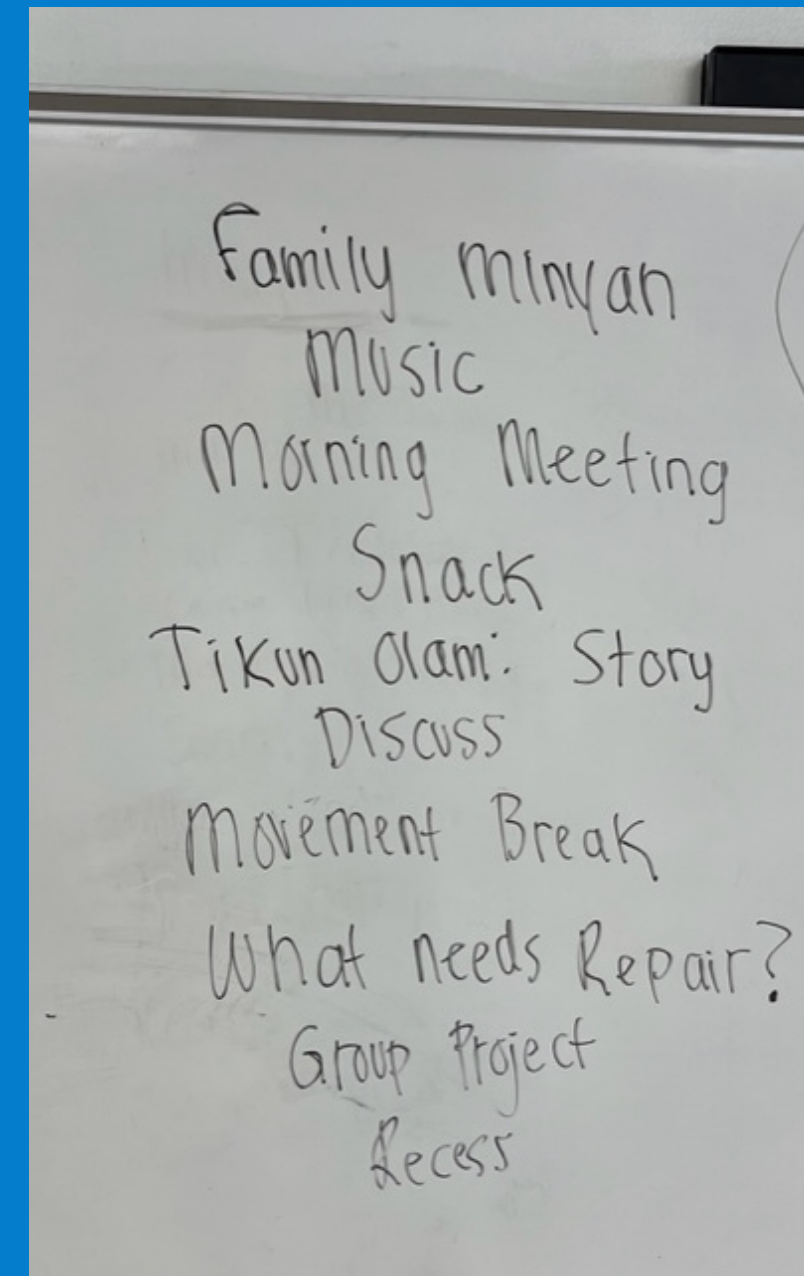 Family Minyan
Music
Morning Meeting
Snack
Tikun Olam: Story
Discuss
Movement Break
What needs Repair?
Group Project
Recess